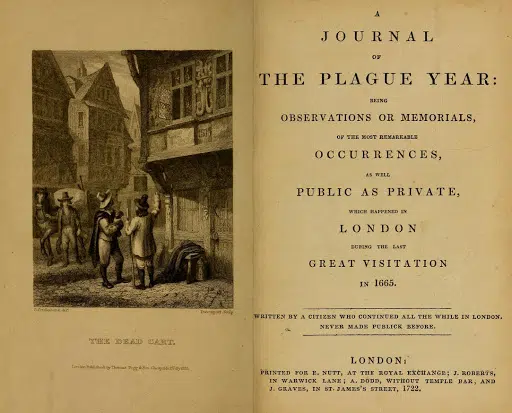 THE DEAD CART.
A
JOURNAL
OF
THE PLAGUE YEAR:
BEING
OBSERVATIONS OR MEMORIALS,
OF THE MOST REMARKABLE
OCCURRENCES,
AS WELL
PUBLIC AS PRIVATE,
WHICH HAPPENED IN
LONDON
DURING THE LAST
GREAT VISITATION
IN 1665.
WRITTEN BY A CITIZEN WHO CONTINUED ALL THE WHILE IN LONDON.
NEVER MADE PUBLICK BEFORE.
LONDON:
PRINTED FOR E. NUTT, AT THE ROYAL EXCHANGE; J. ROBERTS,
IN WARWICK LANE; A. DODD, WITHOUT TEMPLE BAR; AND
J. GRAVES, IN ST. JAMES'S STREET, 1722.